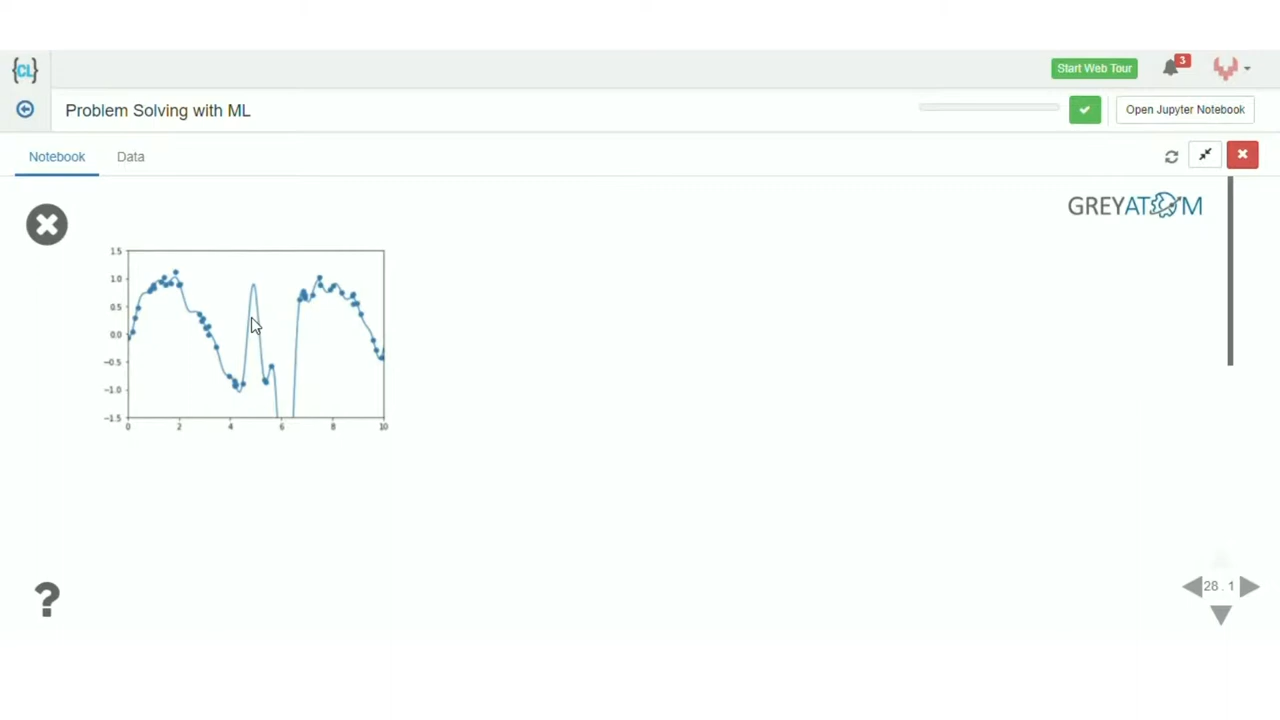 {CL}
Start Web Tour
3
Problem Solving with ML
Open Jupyter Notebook
Notebook
Data
GREYATOM
1.5
1.0
0.5
0.0
−0.5
−1.0
−1.5
0 2 4 6 8 10
?
28 . 1